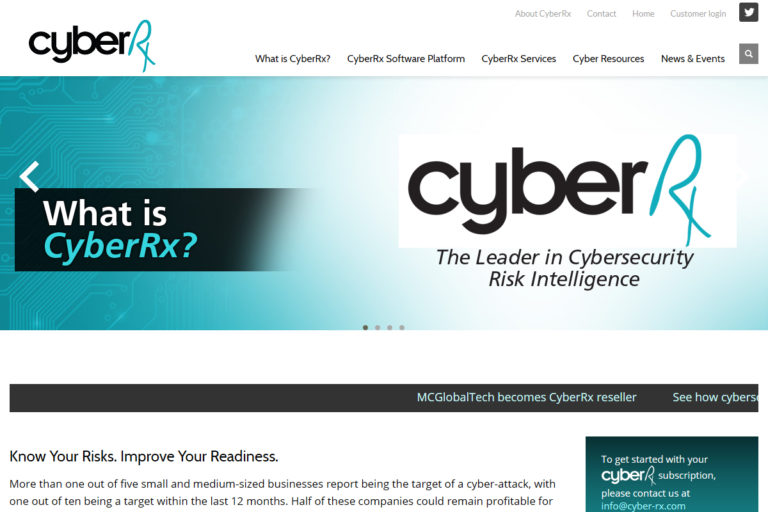 About CyberRx Contact Home Customer login
cyberRx
What is CyberRx? CyberRx Software Platform CyberRx Services Cyber Resources News & Events
What is
CyberRx?
cyberRx
The Leader in Cybersecurity
Risk Intelligence
MCGlobalTech becomes CyberRx reseller See how cyberse
Know Your Risks. Improve Your Readiness.
More than one out of five small and medium-sized businesses report being the target of a cyber-attack, with
one out of ten being a target within the last 12 months. Half of these companies could remain profitable for
To get started with your
cyberRx subscription,
please contact us at
info@cyber-rx.com